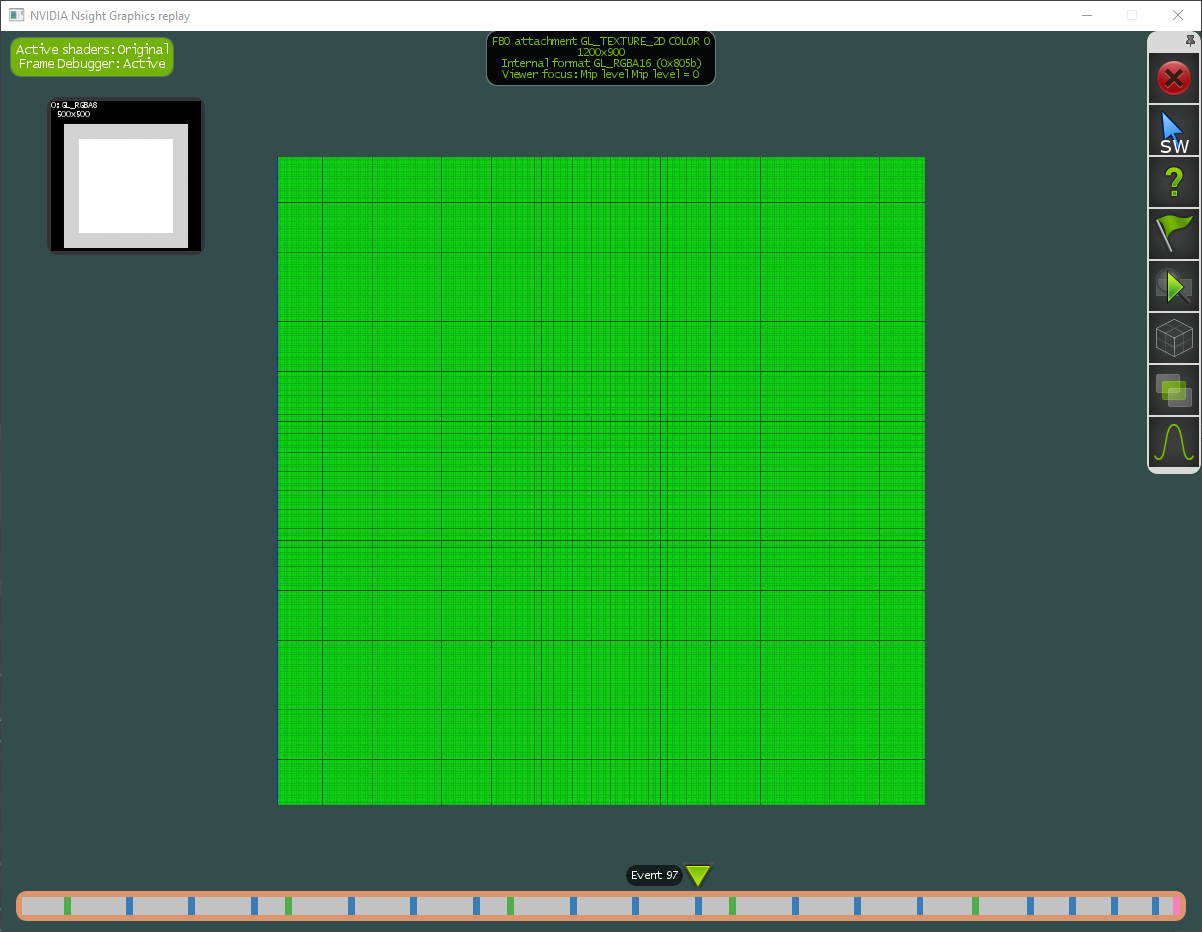 NVIDIA Nsight Graphics replay
Active shaders: Original
Frame Debugger: Active
FBO attachment GL_TEXTURE_2D COLOR 0
1200x900
Internal format GL_RGBA16 (0x805b)
Viewer focus: Mip level Mip level = 0
0: GL_RGBA8
500x500
SW
?
Event 97